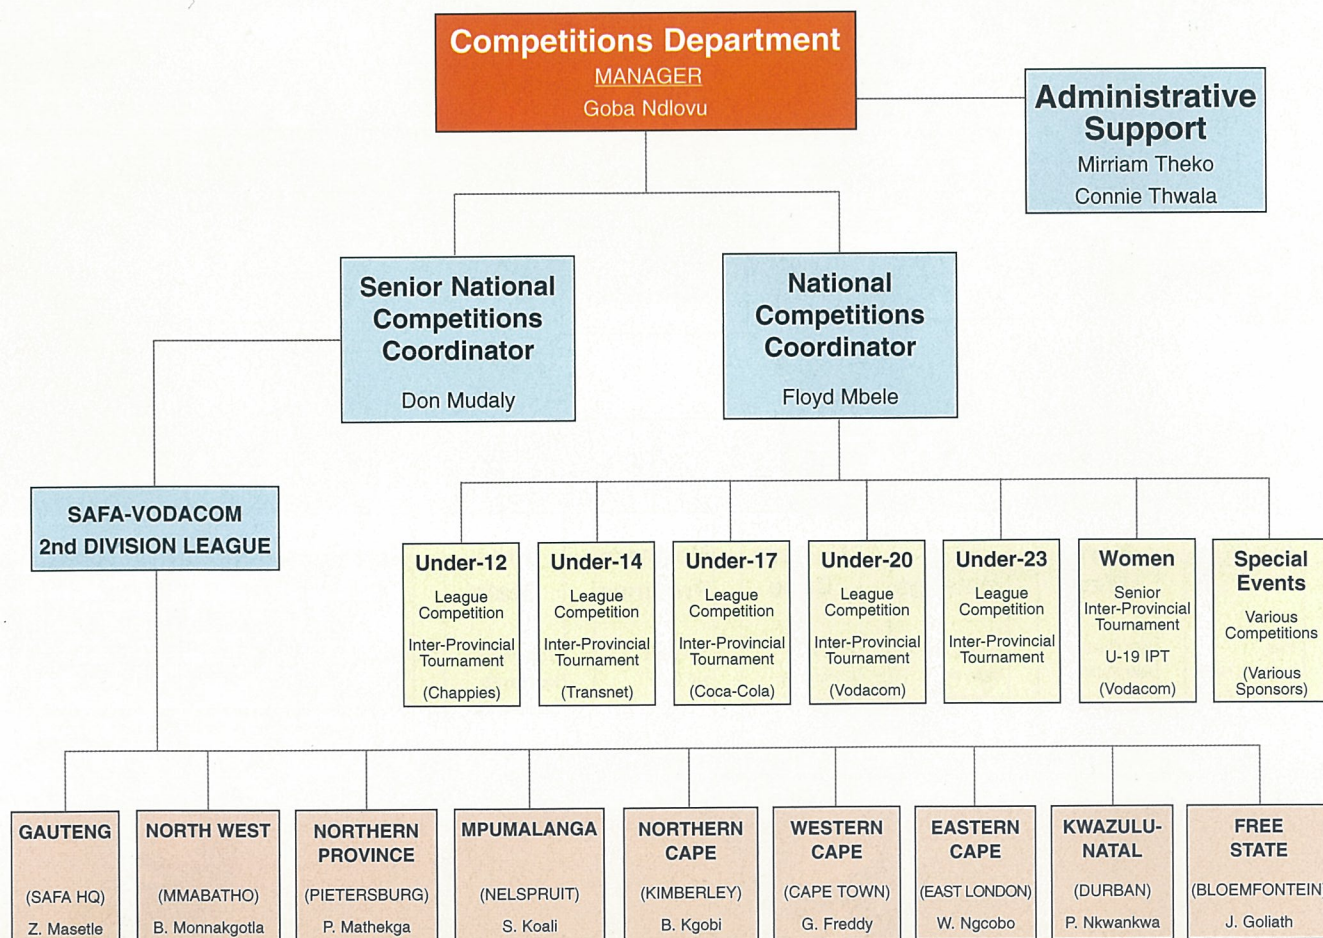 Competitions Department
MANAGER
Goba Ndlovu
Administrative
Support
Mirriam Theko
Connie Thwala
Senior National
Competitions
Coordinator
Don Mudaly
National
Competitions
Coordinator
Floyd Mbele
SAFA-VODACOM
2nd DIVISION LEAGUE
Under-12
League
Competition
Inter-Provincial
Tournament
(Chappies)
Under-14
League
Competition
Inter-Provincial
Tournament
(Transnet)
Under-17
League
Competition
Inter-Provincial
Tournament
(Coca-Cola)
Under-20
League
Competition
Inter-Provincial
Tournament
(Vodacom)
Under-23
League
Competition
Inter-Provincial
Tournament
Women
Senior
Inter-Provincial
Tournament
U-19 IPT
(Vodacom)
Special
Events
Various
Competitions
(Various
Sponsors)
GAUTENG
(SAFA HQ)
Z. Masetle
NORTH WEST
(MMABATHO)
B. Monnakgotla
NORTHERN
PROVINCE
(PIETERSBURG)
P. Mathekga
MPUMALANGA
(NELSPRUIT)
S. Koali
NORTHERN
CAPE
(KIMBERLEY)
B. Kgobi
WESTERN
CAPE
(CAPE TOWN)
G. Freddy
EASTERN
CAPE
(EAST LONDON)
W. Ngcobo
KWAZULU-
NATAL
(DURBAN)
P. Nkwankwa
FREE
STATE
(BLOEMFONTEIN)
J. Goliath